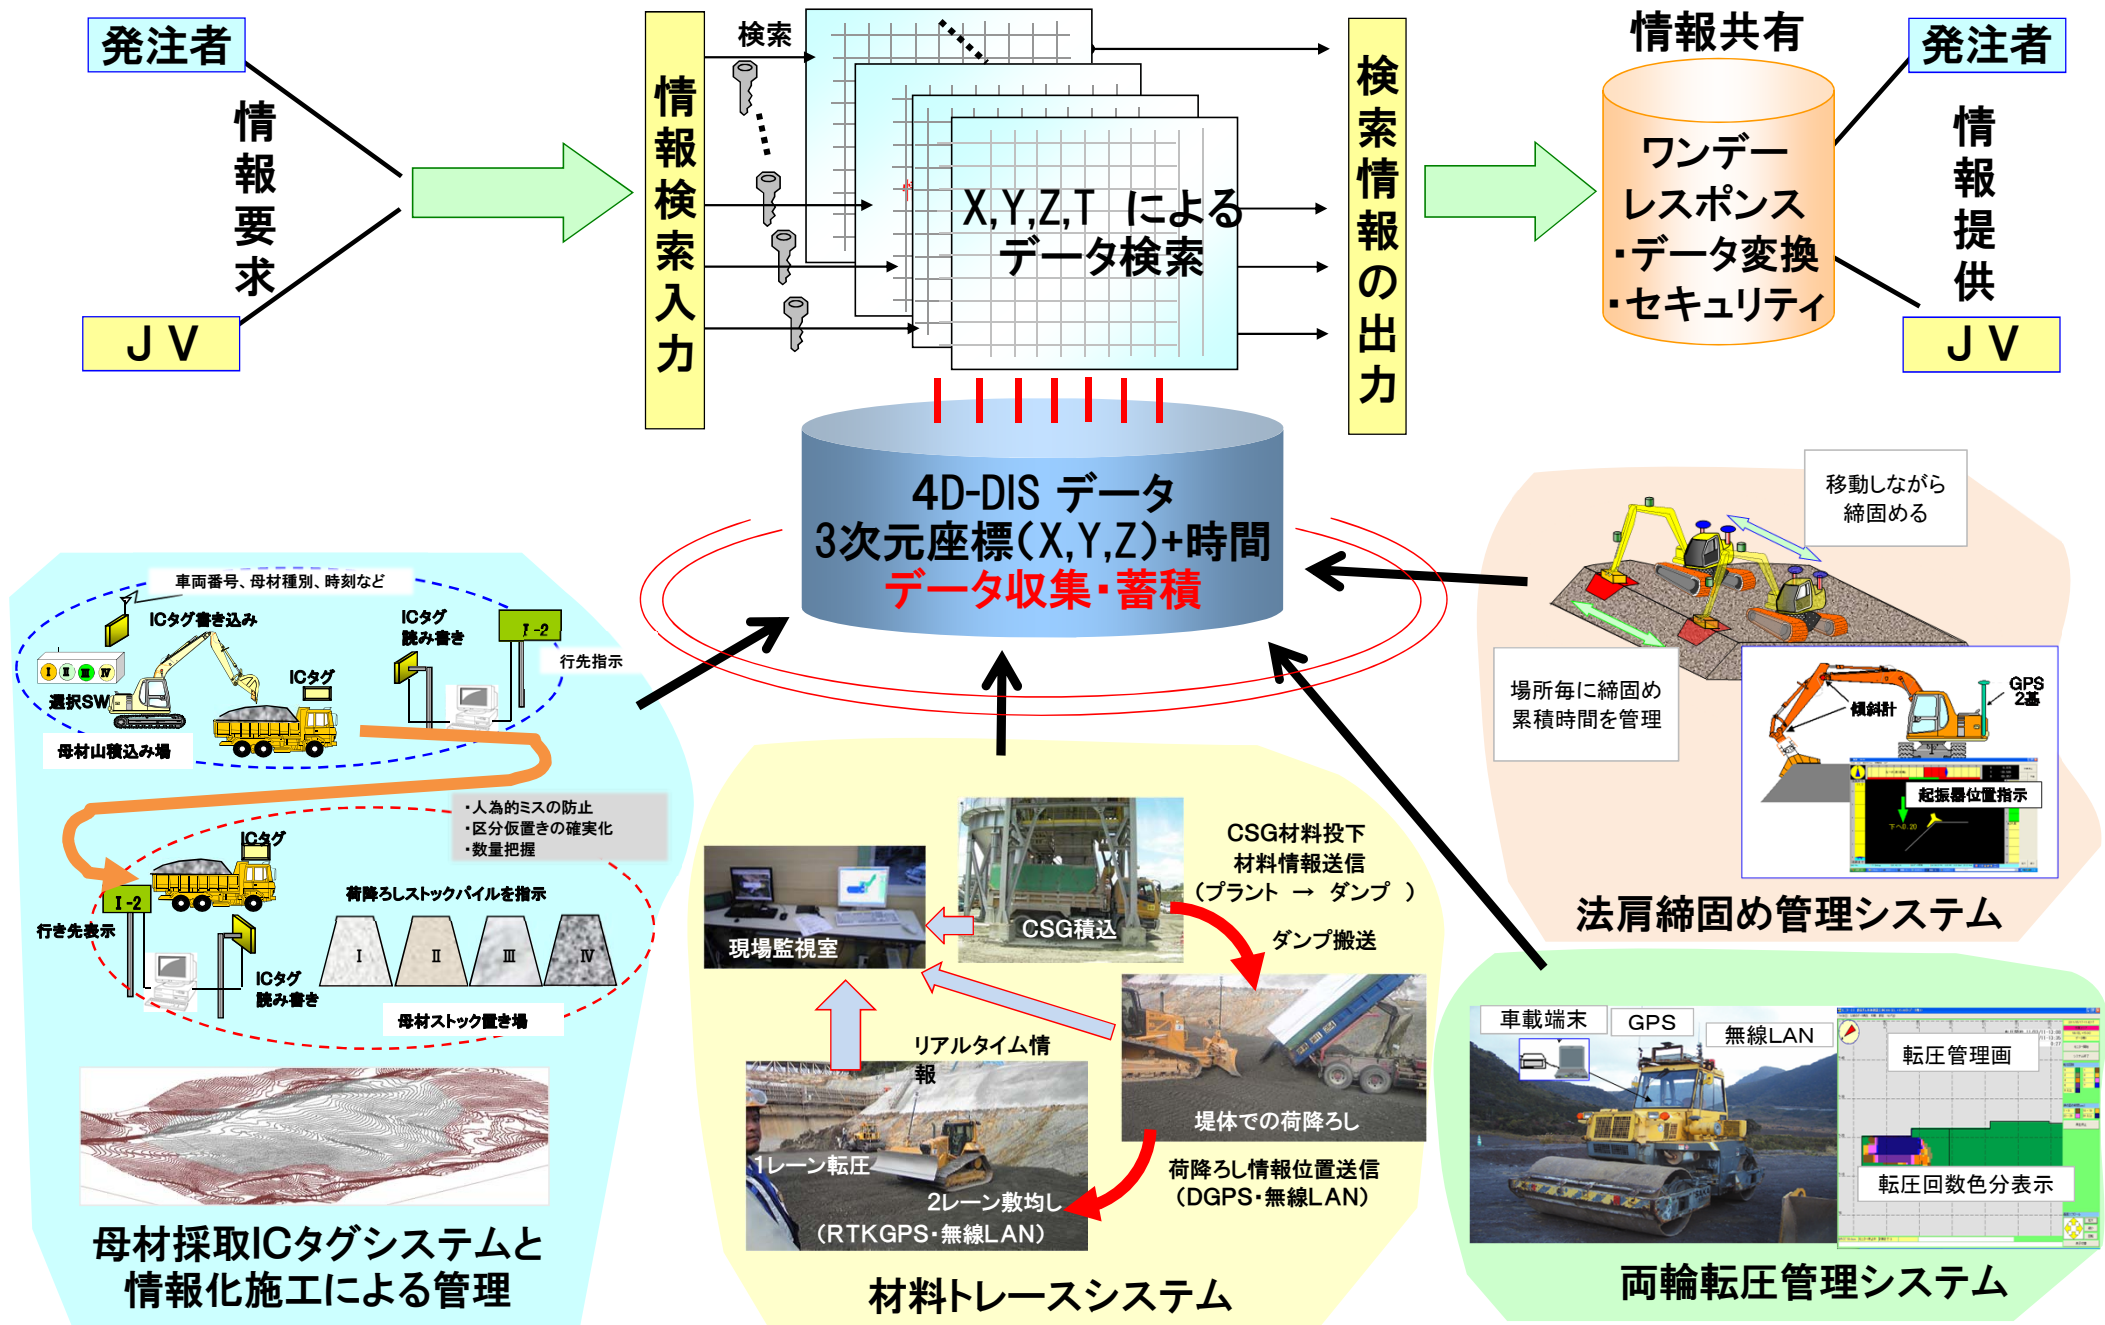 発注者
情報要求
ＪＶ
情報検索入力
検索
X,Y,Z,T による
データ検索
検索情報の出力
情報共有
ワンデー
レスポンス
・データ変換
・セキュリティ
発注者
情報提供
ＪＶ
4D-DIS データ
3次元座標(X,Y,Z)+時間
データ収集・蓄積
車両番号、母材種別、時刻など
ICタグ書き込み
ICタグ
読み書き
Ⅰ-2
行先指示
Ⅰ Ⅱ Ⅲ Ⅳ
選択SW
ICタグ
母材山積込み場
・人為的ミスの防止
・区分仮置きの確実化
・数量把握
ICタグ
Ⅰ-2
行き先表示
荷降ろしストックパイルを指示
Ⅰ Ⅱ Ⅲ Ⅳ
ICタグ
読み書き
母材ストック置き場
母材採取ICタグシステムと
情報化施工による管理
現場監視室
CSG積込
CSG材料投下
材料情報送信
(プラント → ダンプ )
ダンプ搬送
リアルタイム情
報
堤体での荷降ろし
1レーン転圧
2レーン敷均し
(RTKGPS・無線LAN)
荷降ろし情報位置送信
(DGPS・無線LAN)
材料トレースシステム
移動しながら
締固める
場所毎に締固め
累積時間を管理
GPS
2基
傾斜計
起振器位置指示
下へ0.20
法肩締固め管理システム
車載端末
GPS
無線LAN
転圧管理画
転圧回数色分表示
両輪転圧管理システム